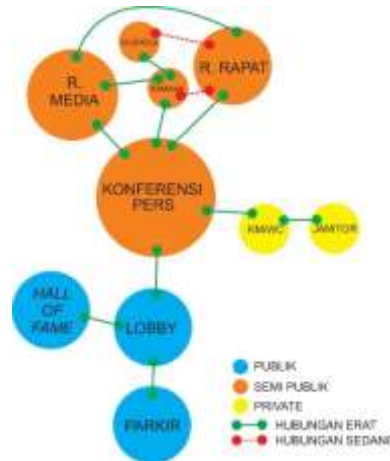 R. RAPAT
R.
MEDIA
KONFERENSI
PERS
KM/WC
JANITOR
HALL
OF
FAME
LOBBY
PARKIR
PUBLIK
SEMI PUBLIK
PRIVATE
HUBUNGAN ERAT
HUBUNGAN SEDANG